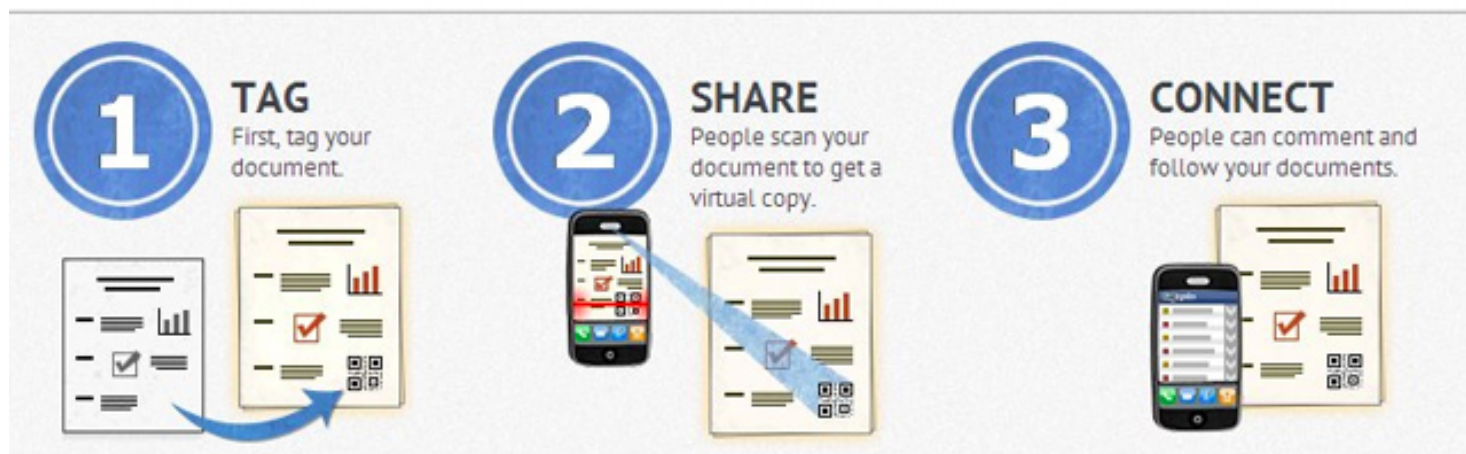 1
TAG
First, tag your
document.
2
SHARE
People scan your
document to get a
virtual copy.
3
CONNECT
People can comment and
follow your documents.